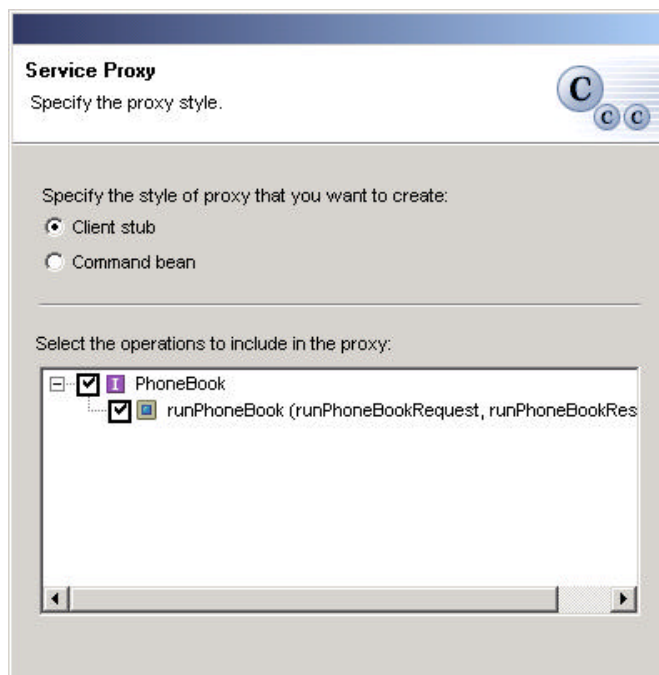 Service Proxy
Specify the proxy style.
C
C C
Specify the style of proxy that you want to create:
Client stub
Command bean
Select the operations to include in the proxy:
I PhoneBook
runPhoneBook (runPhoneBookRequest, runPhoneBookRes